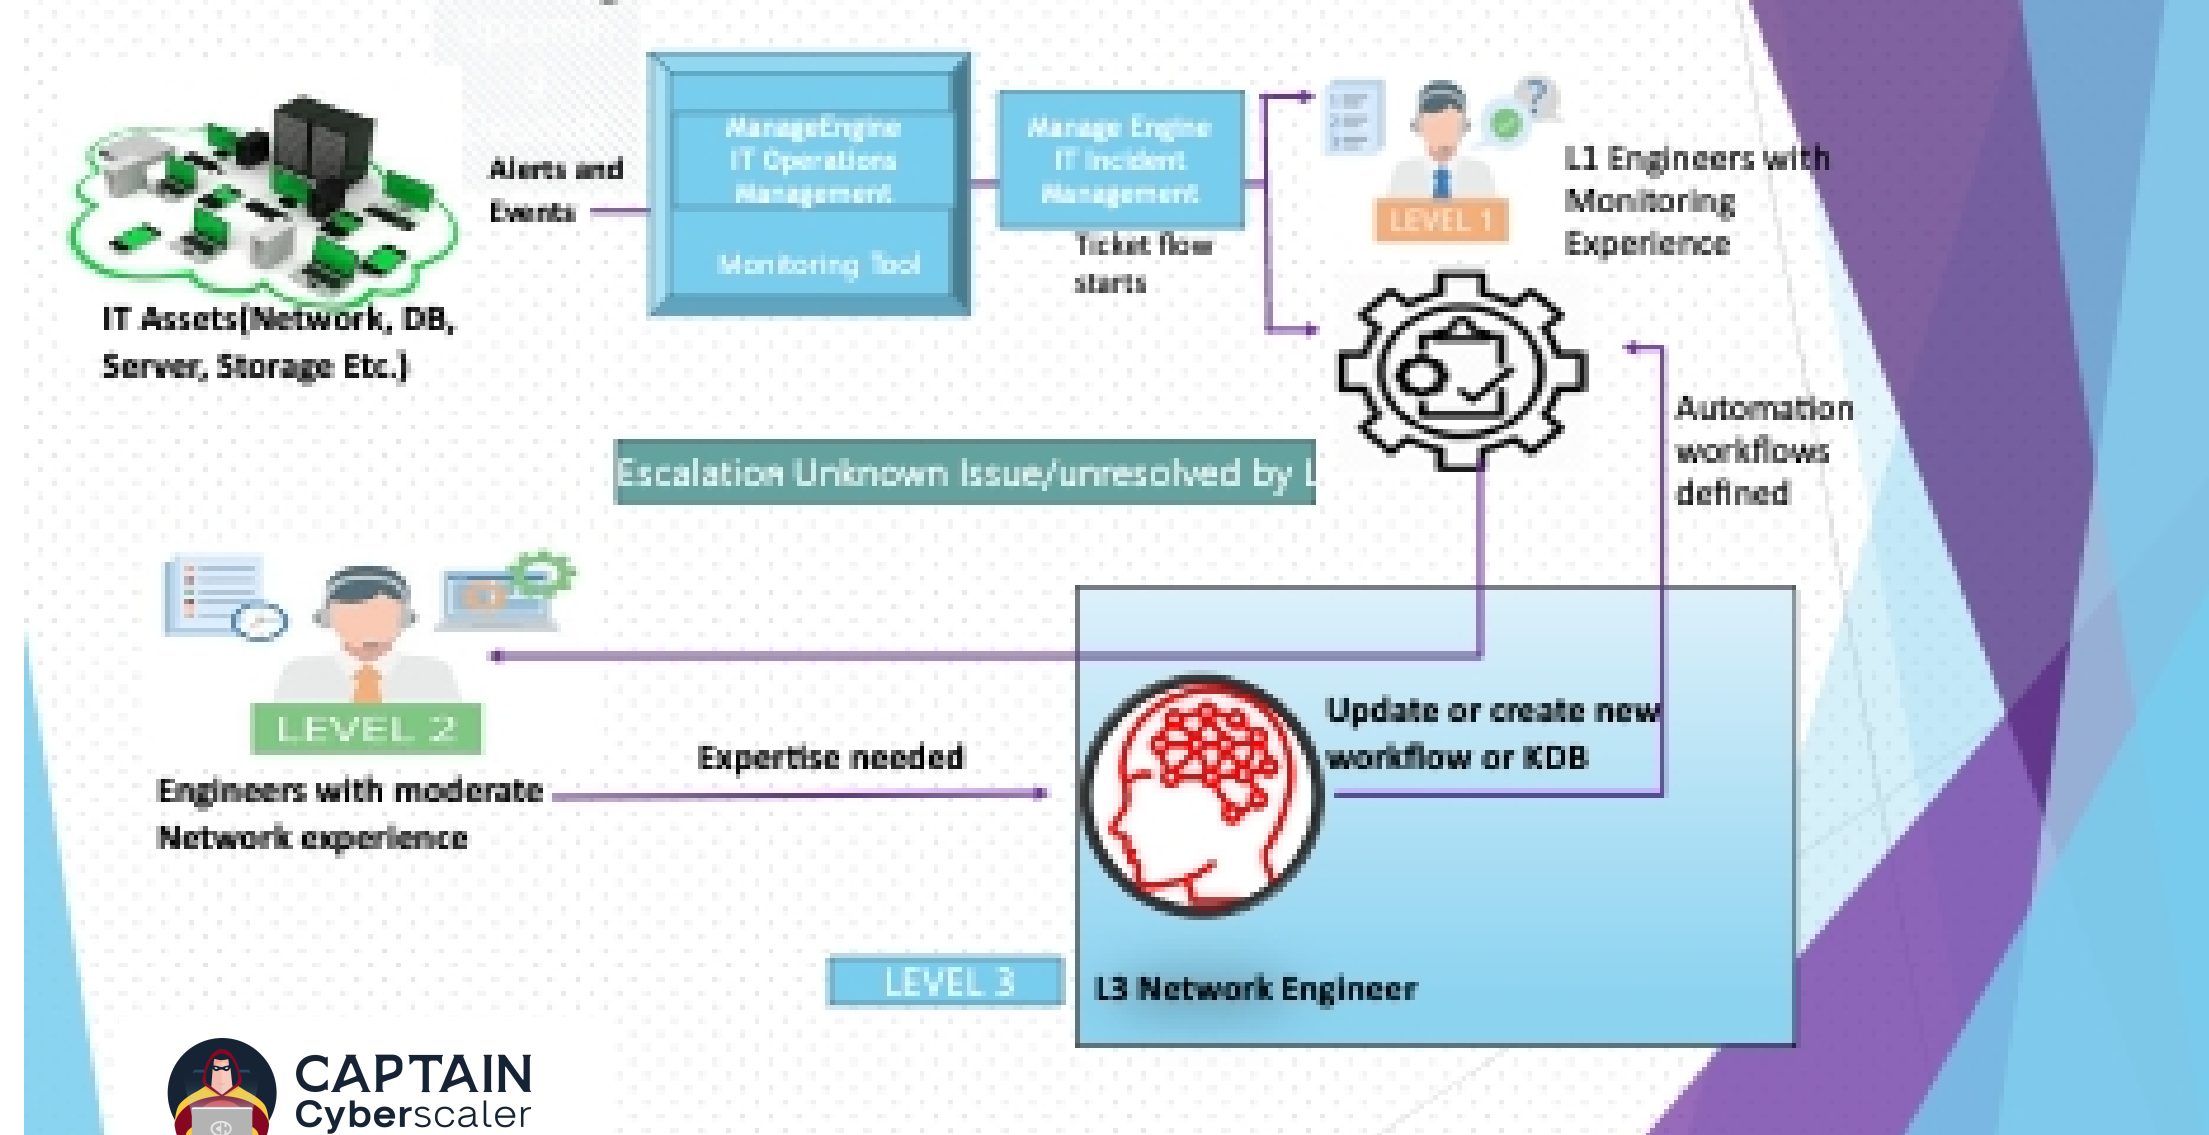 Alerts and
Events
ManageEngine
IT Operations
Management
Monitoring Tool
Manage Engine
IT Incident
Management
Ticket flow
starts
LEVEL 1
L1 Engineers with
Monitoring
Experience
IT Assets(Network, DB,
Server, Storage Etc.)
Automation
workflows
defined
Escalation Unknown Issue/unresolved by L
LEVEL 2
Engineers with moderate
Network experience
Expertise needed
Update or create new
workflow or KDB
LEVEL 3
L3 Network Engineer
CAPTAIN
Cyberscaler